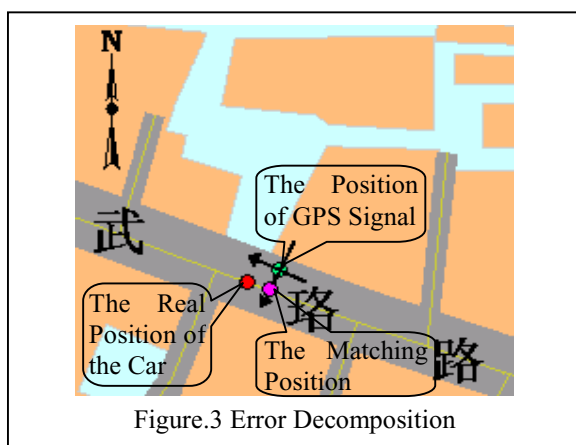 N
The Position
of GPS Signal
武珞路
The Real
Position of
the Car
The Matching
Position
Figure.3 Error Decomposition